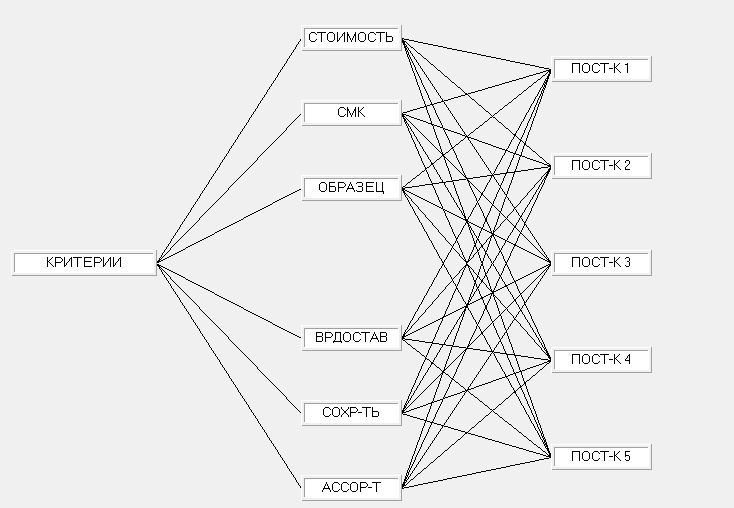 КРИТЕРИИ
СТОИМОСТЬ
СМК
ОБРАЗЕЦ
ВРДОСТАВ
СОХР-ТЬ
АССОР-Т
ПОСТ-К 1
ПОСТ-К 2
ПОСТ-К 3
ПОСТ-К 4
ПОСТ-К 5